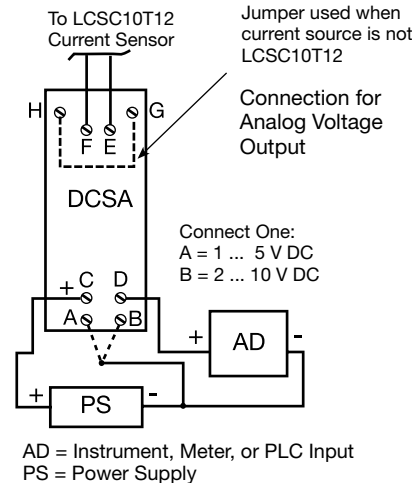 To LCSC10T12
Current Sensor
Jumper used when
current source is not
LCSC10T12
Connection for
Analog Voltage
Output
H
G
F E
DCSA
Connect One:
A = 1 ... 5 V DC
B = 2 ... 10 V DC
+ C D
A B
+ AD -
+ PS -
AD = Instrument, Meter, or PLC Input
PS = Power Supply